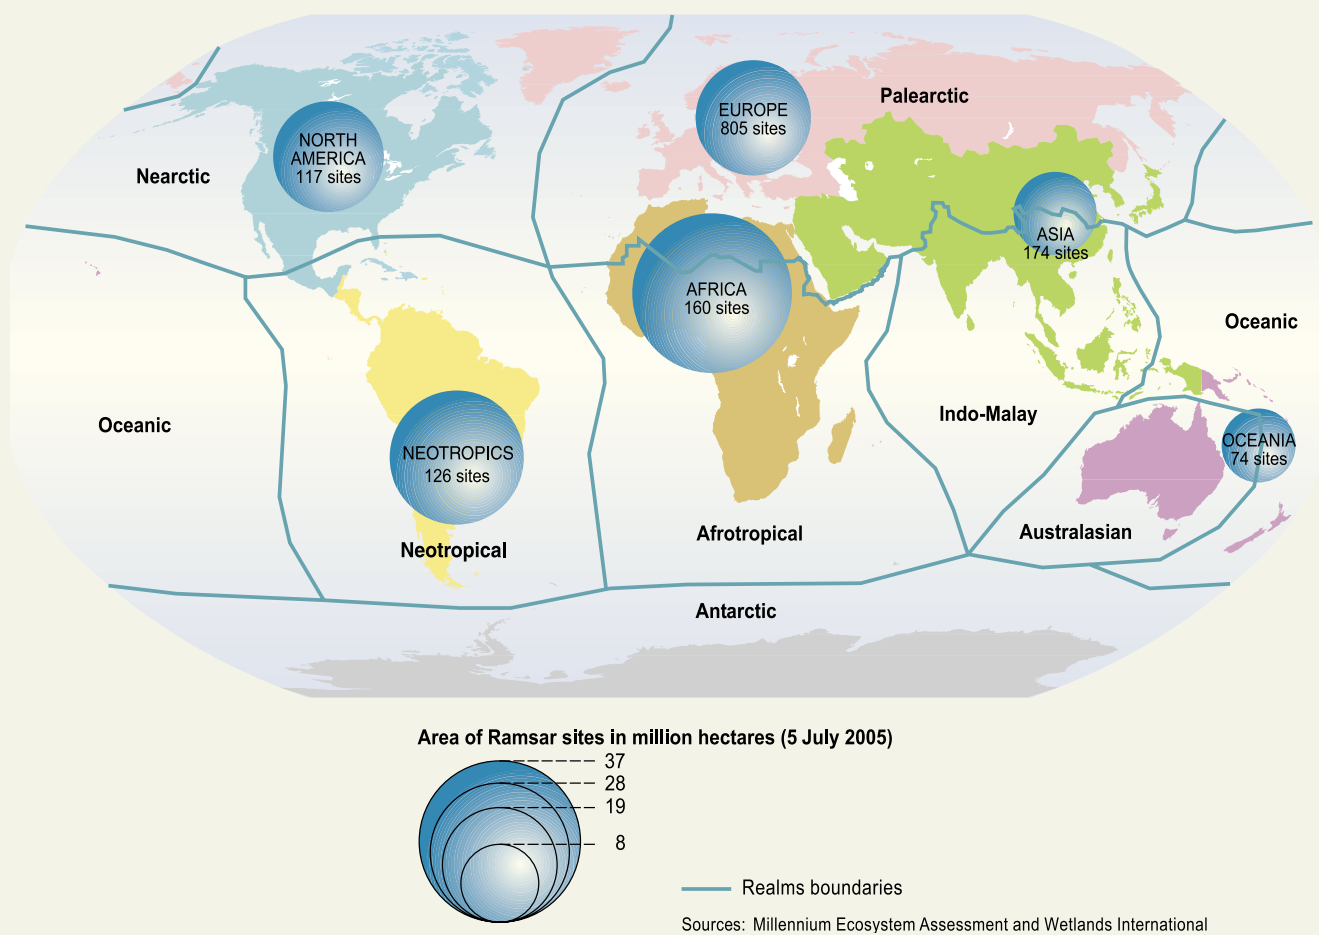 EUROPE
805 sites
Palearctic
NORTH
AMERICA
117 sites
Nearctic
ASIA
174 sites
AFRICA
160 sites
Oceanic
Oceanic
Indo-Malay
NEOTROPICS
126 sites
OCEANIA
74 sites
Neotropical
Afrotropical
Australasian
Antarctic
Area of Ramsar sites in million hectares (5 July 2005)
37
28
19
8
Realms boundaries
Sources: Millennium Ecosystem Assessment and Wetlands International